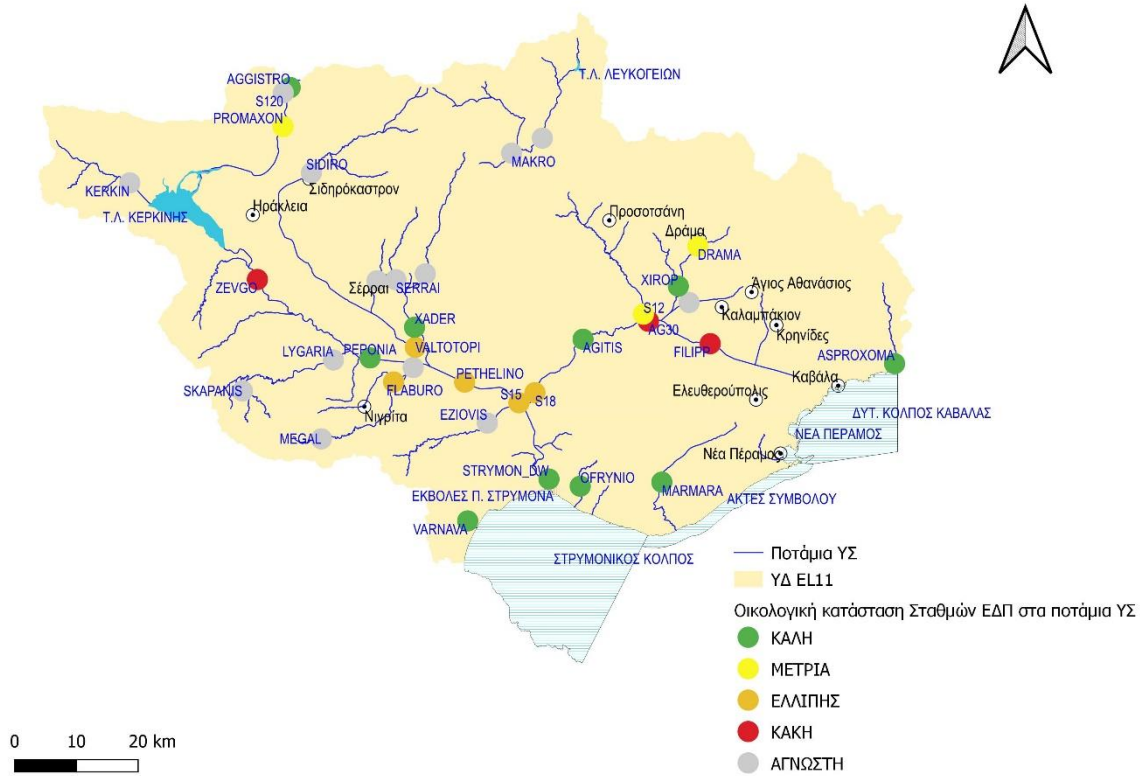 Τ.Λ. ΛΕΥΚΟΓΕΙΩΝ
AGGISTRO
S120
PROMAXON
MAKRO
SIDIRO
Σιδηρόκαστρον
KERKIN
Ηράκλεια
Τ.Λ. ΚΕΡΚΙΝΗΣ
Προσοτσάνη
Δράμα
DRAMA
ZEVGO
Σέρραι
SERRAI
XIROP
Άγιος Αθανάσιος
S12
Καλαμπάκιον
AG30
Κρηνίδες
XADER
VALTOTOPI
LYGARIA
PEPONIA
AGITIS
FILIPP
ASPROXOMA
PETHELINO
SKAPANIS
FLABURO
S15
S18
Ελευθερούπολις
Καβάλα
Νιγρίτα
EZIOVIS
ΔΥΤ. ΚΟΛΠΟΣ ΚΑΒΑΛΑΣ
MEGAL
ΝΕΑ ΠΕΡΑΜΟΣ
Νέα Πέραμος
STRYMON_DW
OFRYNIO
MARMARA
ΕΚΒΟΛΕΣ Π. ΣΤΡΥΜΟΝΑ
ΑΚΤΕΣ ΣΥΜΒΟΛΟΥ
VARNAVA
ΣΤΡΥΜΟΝΙΚΟΣ ΚΟΛΠΟΣ
Ποτάμια ΥΣ
ΥΔ EL11
Οικολογική κατάσταση Σταθμών ΕΔΠ στα ποτάμια ΥΣ
ΚΑΛΗ
ΜΕΤΡΙΑ
ΕΛΛΙΠΗΣ
ΚΑΚΗ
ΑΓΝΩΣΤΗ
0 10 20 km